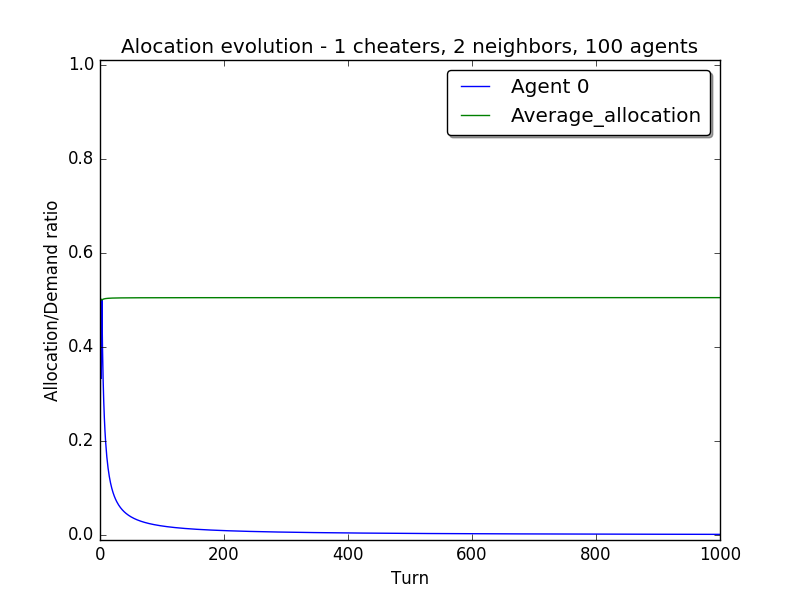 Alocation evolution - 1 cheaters, 2 neighbors, 100 agents
Agent 0
Average_allocation
Allocation/Demand ratio
1.0
0.8
0.6
0.4
0.2
0.0
0 200 400 600 800 1000
Turn